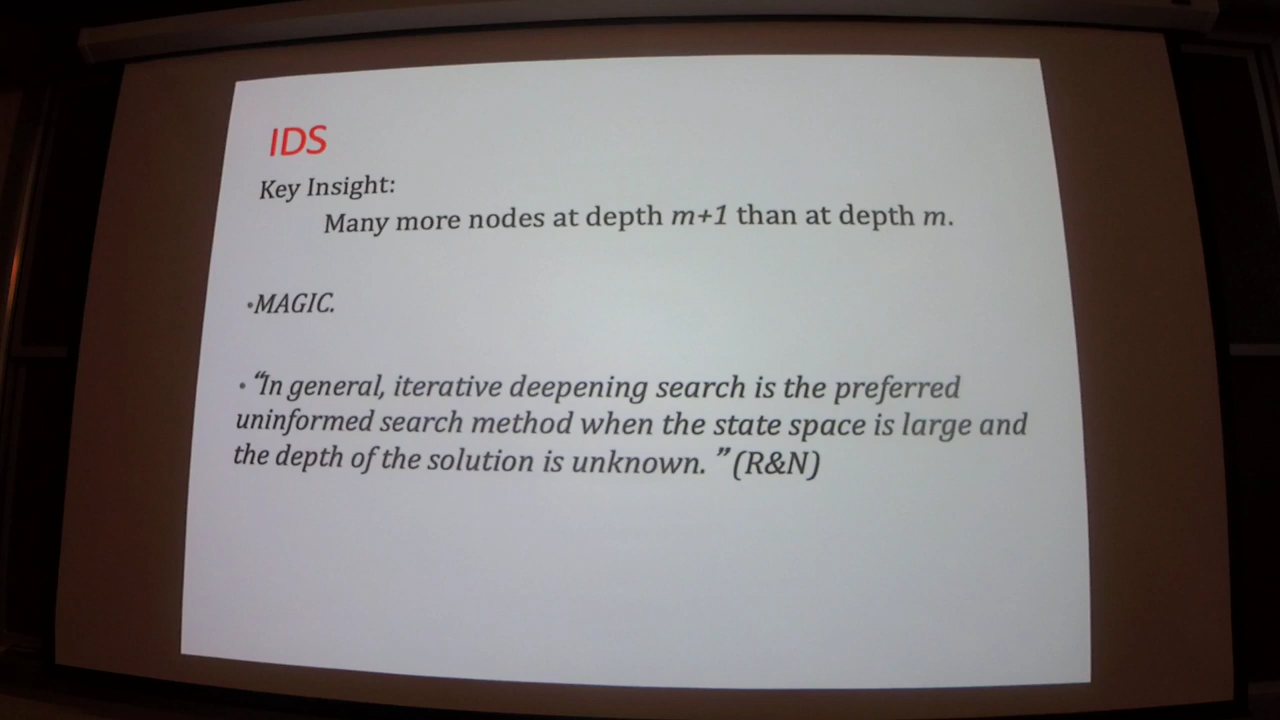 IDS
Key Insight:
Many more nodes at depth m+1 than at depth m.
•MAGIC.
• “In general, iterative deepening search is the preferred
uninformed search method when the state space is large and
the depth of the solution is unknown. ” (R&N)